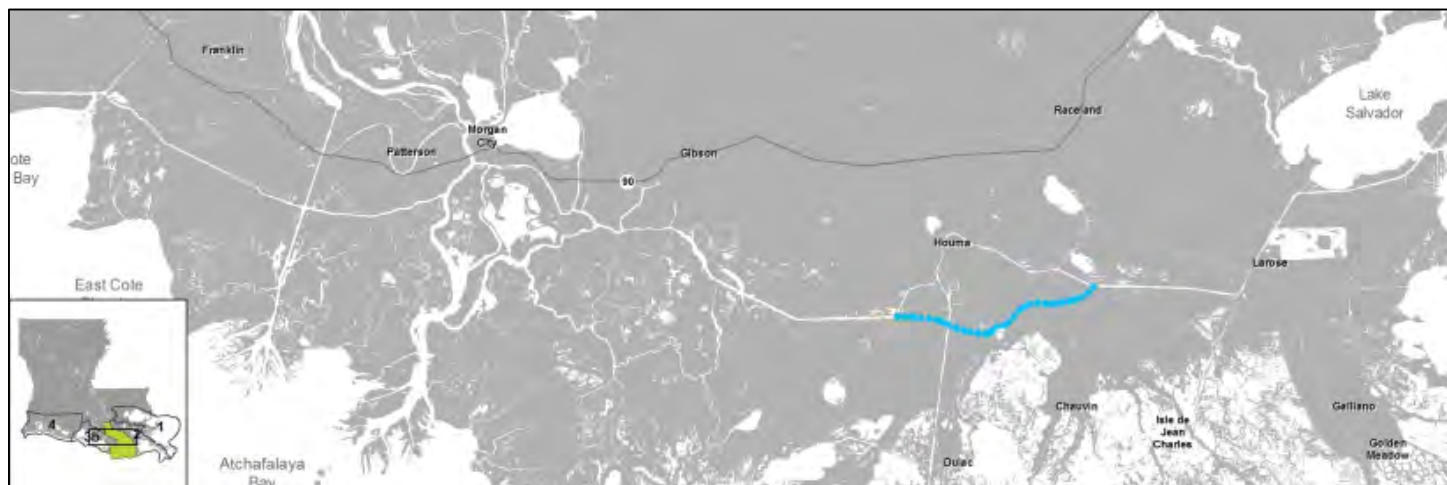 Franklin
Raceland
Lake
Salvador
Morgan
City
Patterson
Gibson
ote
Bay
90
Houma
Larose
East Cote
Chauvin
Isle de
Jean
Charles
Galliano
Golden
Meadow
Dulac
Atchafalaya
Bay
4
1